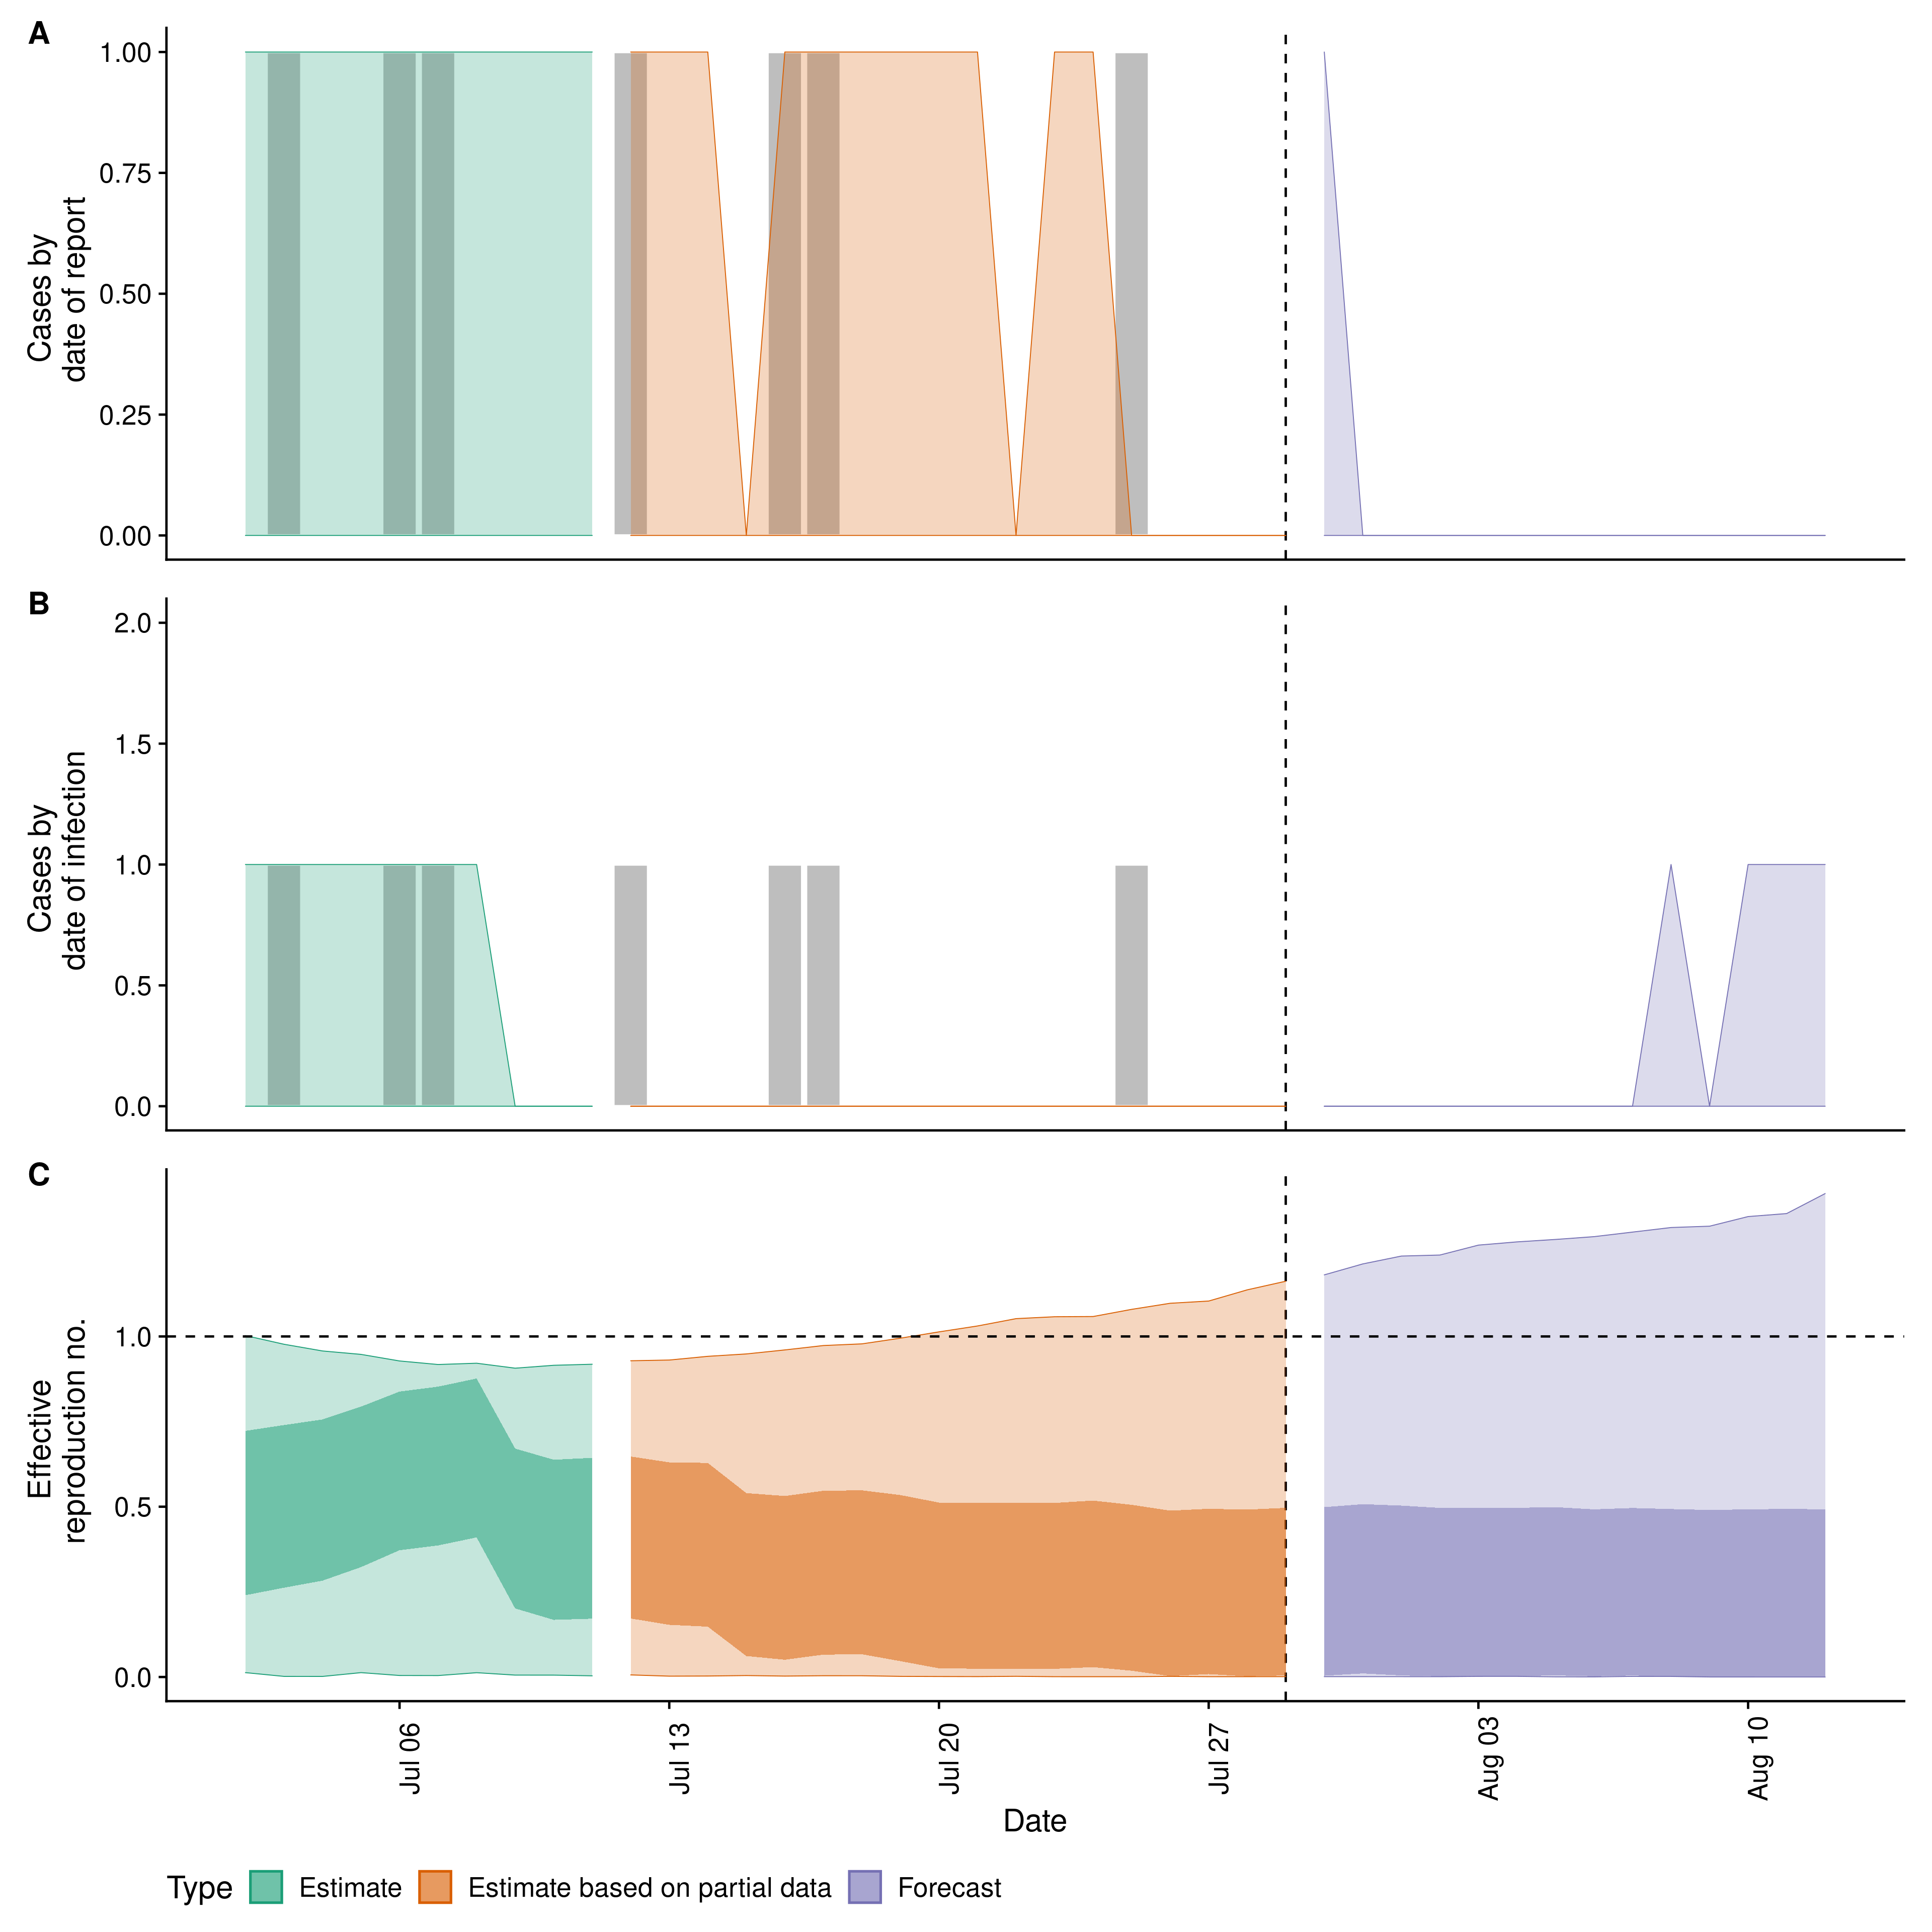 A
1.00
0.75
0.50
0.25
0.00
Cases by
date of report
B
2.0
1.5
1.0
0.5
0.0
Cases by
date of infection
C
1.0
0.5
0.0
Effective
reproduction no.
Jul 06 Jul 13 Jul 20 Jul 27 Aug 03 Aug 10
Date
Type Estimate Estimate based on partial data Forecast